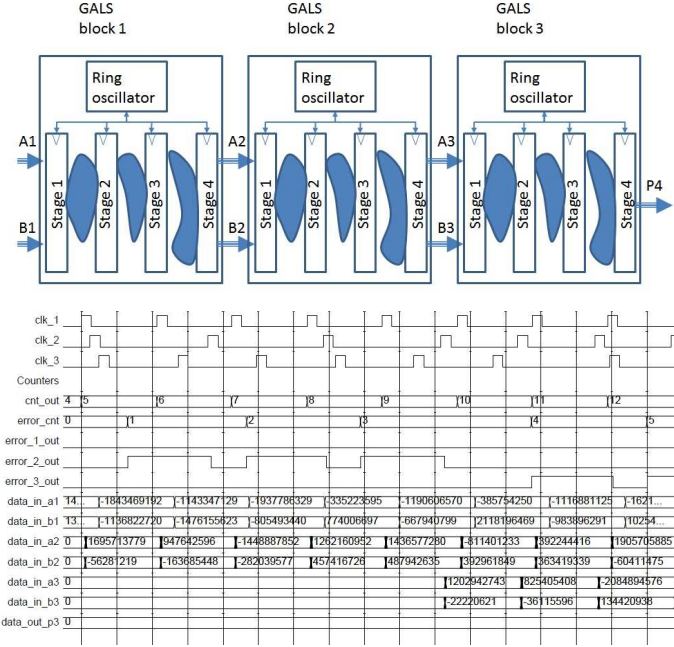 GALS block 1
GALS block 2
GALS block 3
Ring oscillator
Ring oscillator
Ring oscillator
A1
A2
A3
P4
B1
B2
B3
Stage 1
Stage 2
Stage 3
Stage 4
Stage 1
Stage 2
Stage 3
Stage 4
Stage 1
Stage 2
Stage 3
Stage 4
clk_1
clk_2
clk_3
Counters
cnt_out 4 5 6 7 8 9 10 11 12
error_cnt 0 1 2 3 4 5
error_1_out
error_2_out
error_3_out
data_in_a1 14... -1843469192 -1143347129 -1937786329 -335223595 -1190606570 -385754250 -1116881125 -1621...
data_in_b1 13... -1136822720 -1476155623 -805493440 774006697 -667940799 2118196469 -983896291 10254...
data_in_a2 0 1695713779 947642596 -1448887852 1262160952 1436577280 -811401233 392244416 1905705885
data_in_b2 0 -56281219 -163685448 -282039577 457416726 487942635 392961849 363419339 -60411475
data_in_a3 0 1202942743 825405408 -2084894576
data_in_b3 0 -22220621 -36115596 134420938
data_out_p3 0